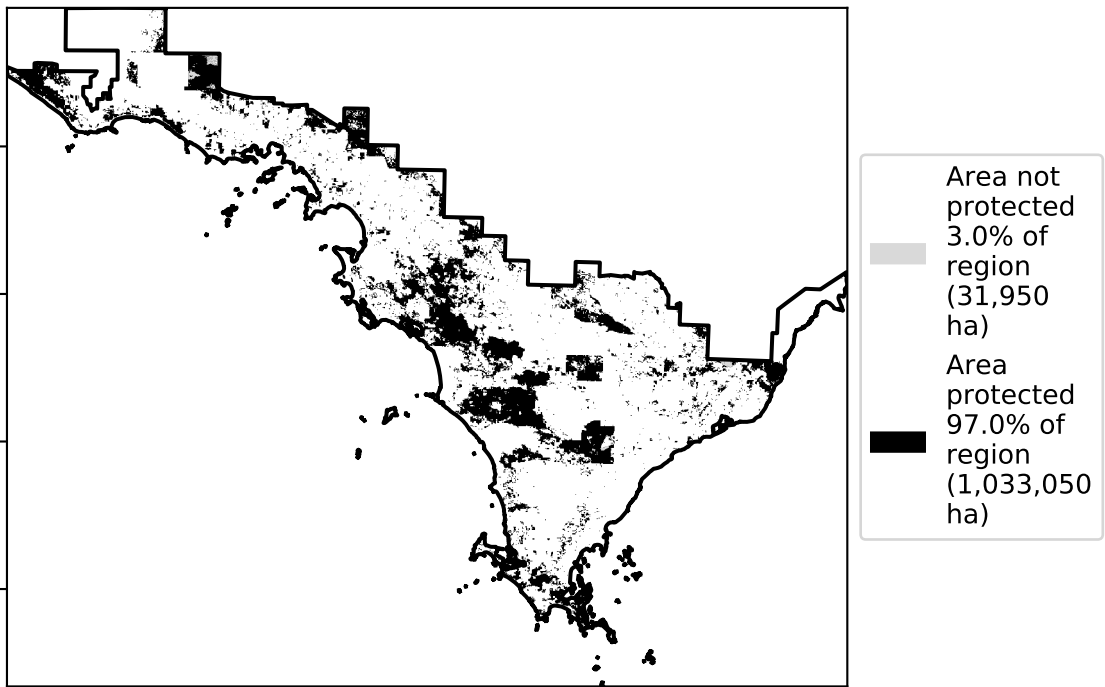 Area not
protected
3.0% of
region
(31,950
ha)
Area
protected
97.0% of
region
(1,033,050
ha)